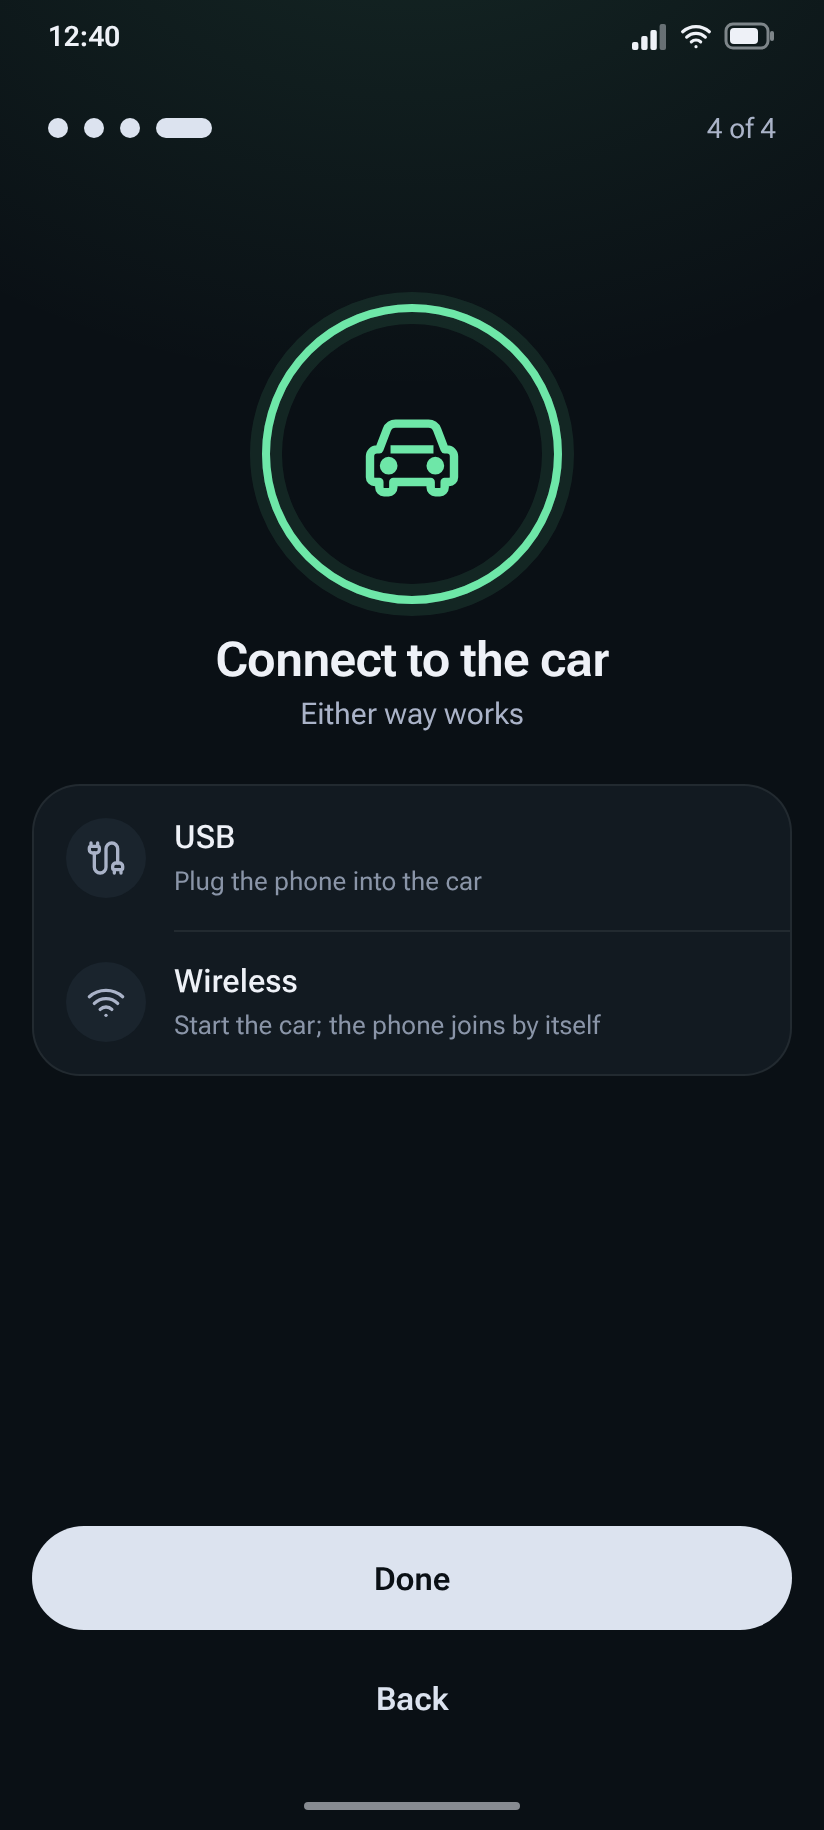 12:40
4 of 4
Connect to the car
Either way works
USB
Plug the phone into the car
Wireless
Start the car; the phone joins by itself
Done
Back